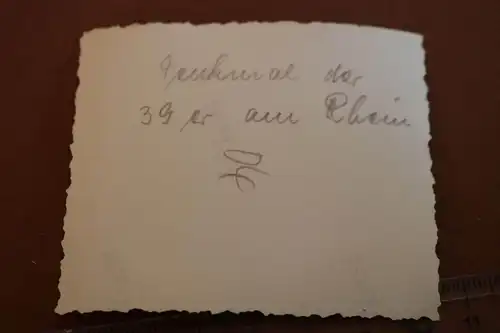 Denkmal der
39er am Rhein